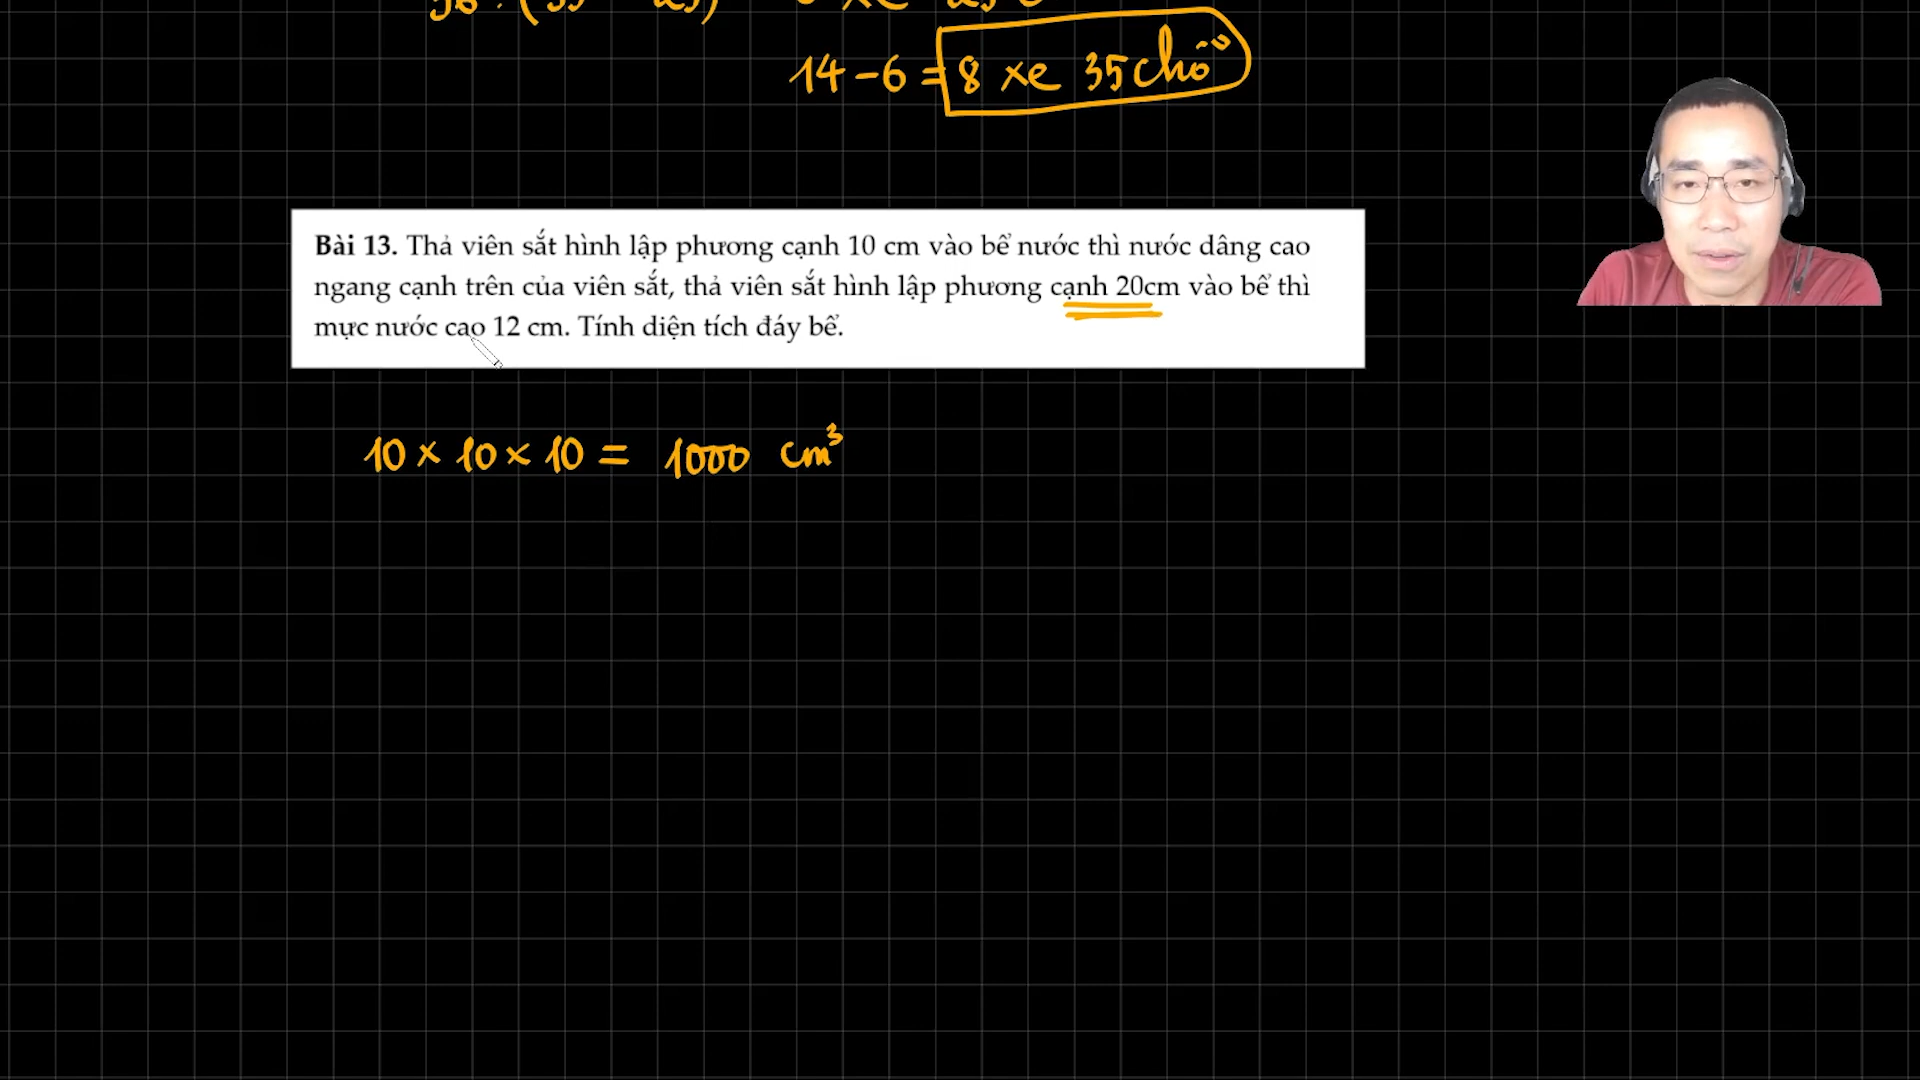 14 - 6 = 8 xe 35 chỗ
Bài 13. Thả viên sắt hình lập phương cạnh 10 cm vào bể nước thì nước dâng cao
ngang cạnh trên của viên sắt, thả viên sắt hình lập phương cạnh 20cm vào bể thì
mực nước cao 12 cm. Tính diện tích đáy bể.
10 × 10 × 10 = 1000 cm³